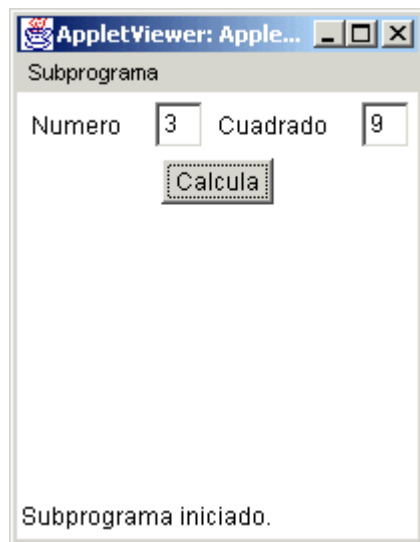 AppletViewer: Apple...
Subprograma
Numero 3 Cuadrado 9
Calcula
Subprograma iniciado.